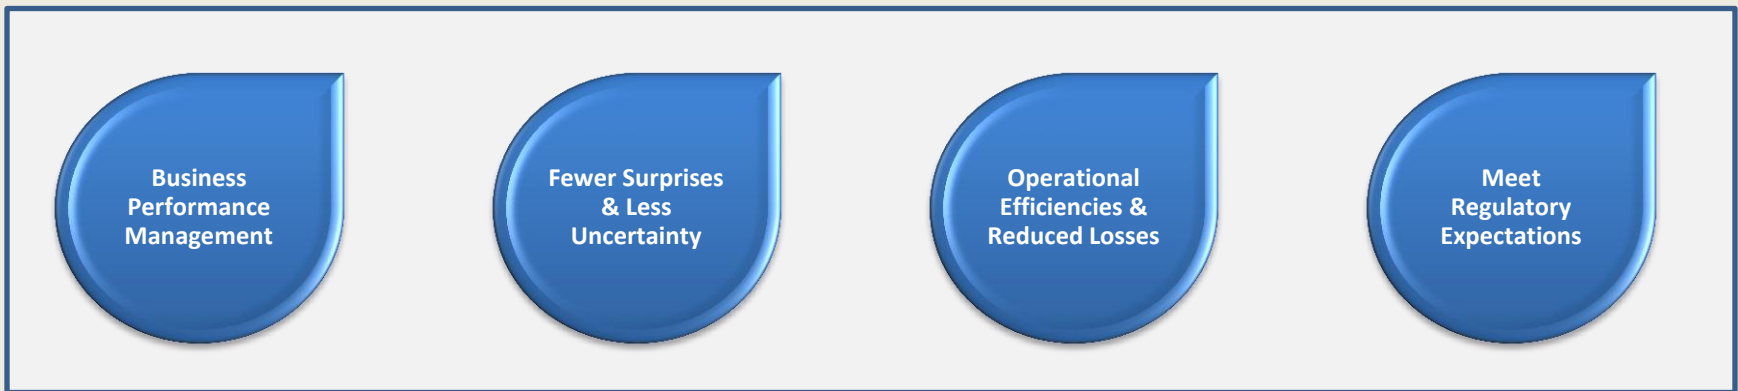 Business
Performance
Management
Fewer Surprises
& Less
Uncertainty
Operational
Efficiencies &
Reduced Losses
Meet
Regulatory
Expectations